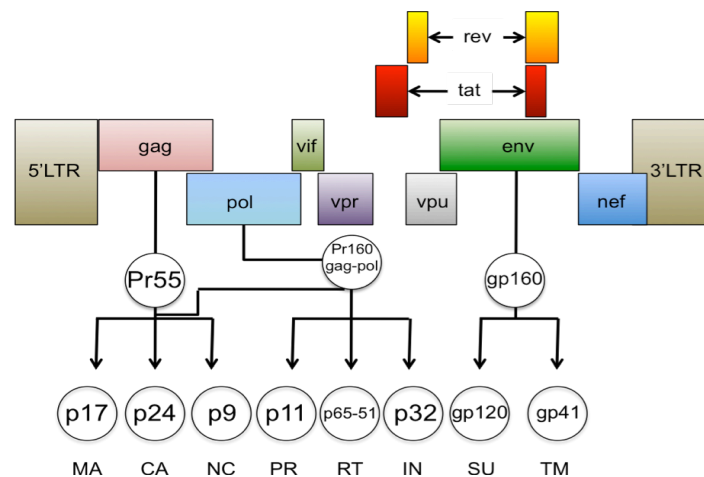 rev
tat
5'LTR
gag
vif
env
3'LTR
pol
vpr
vpu
nef
Pr55
Pr160
gag-pol
gp160
p17
p24
p9
p11
p65-51
p32
gp120
gp41
MA
CA
NC
PR
RT
IN
SU
TM